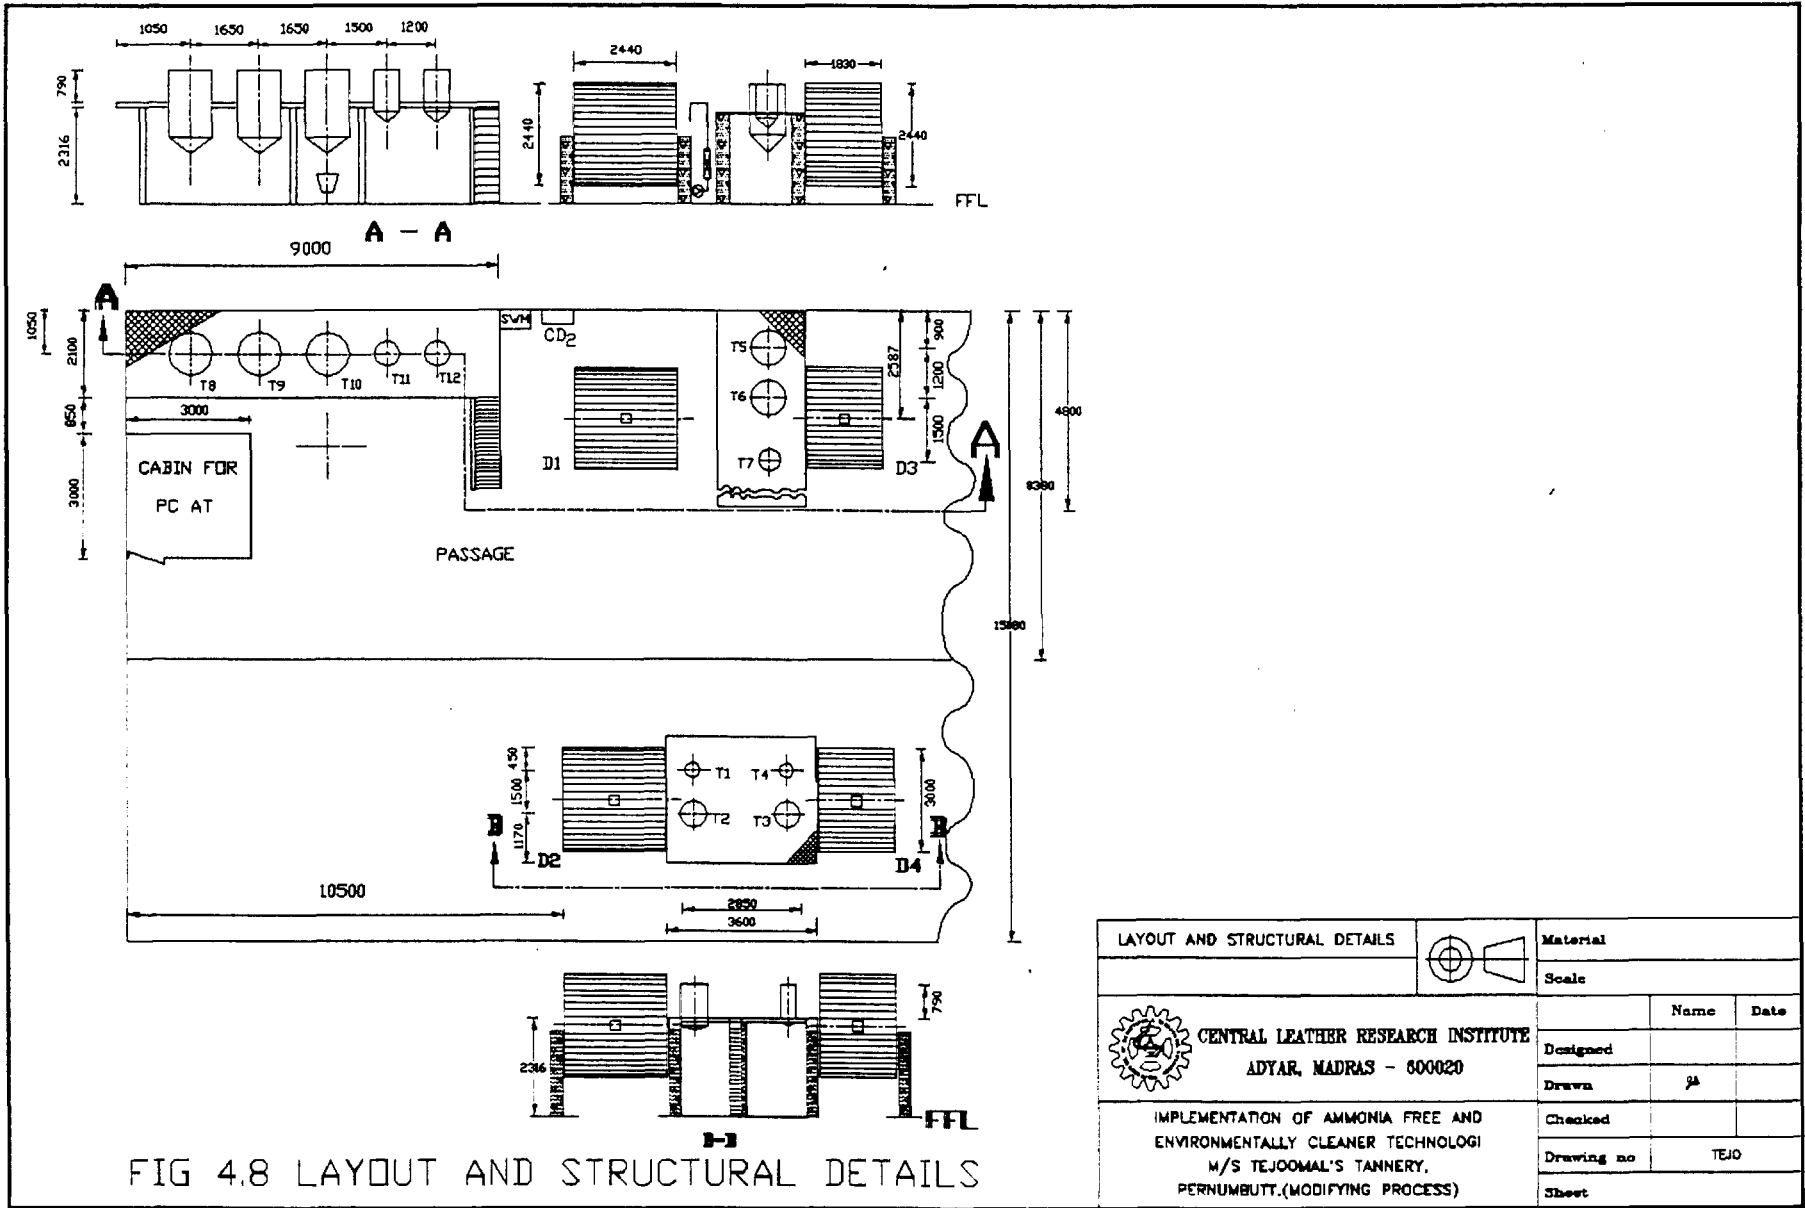 1050 1650 1650 1500 1200
790
2316
2440
2440
1830
2440
FFL
A - A
9000
A
1050
2100
850
3000
3000
SWM
CD2
T8 T9 T10 T11 T12
T5
T6
T7
2587
900
1200
1500
4800
A
D1
D3
CABIN FOR
PC AT
PASSAGE
8380
450
1500
1170
T1 T4
T2 T3
3000
B
B
D2
D4
10500
2850
3600
790
2316
FFL
B-B
FIG 4.8 LAYOUT AND STRUCTURAL DETAILS
LAYOUT AND STRUCTURAL DETAILS
Material
Scale
Name Date
CENTRAL LEATHER RESEARCH INSTITUTE
ADYAR, MADRAS - 600020
Designed
Drawn
Checked
IMPLEMENTATION OF AMMONIA FREE AND
ENVIRONMENTALLY CLEANER TECHNOLOGI
M/S TEJOOMAL'S TANNERY,
PERNUMBUTT.(MODIFYING PROCESS)
Drawing no TEJO
Sheet